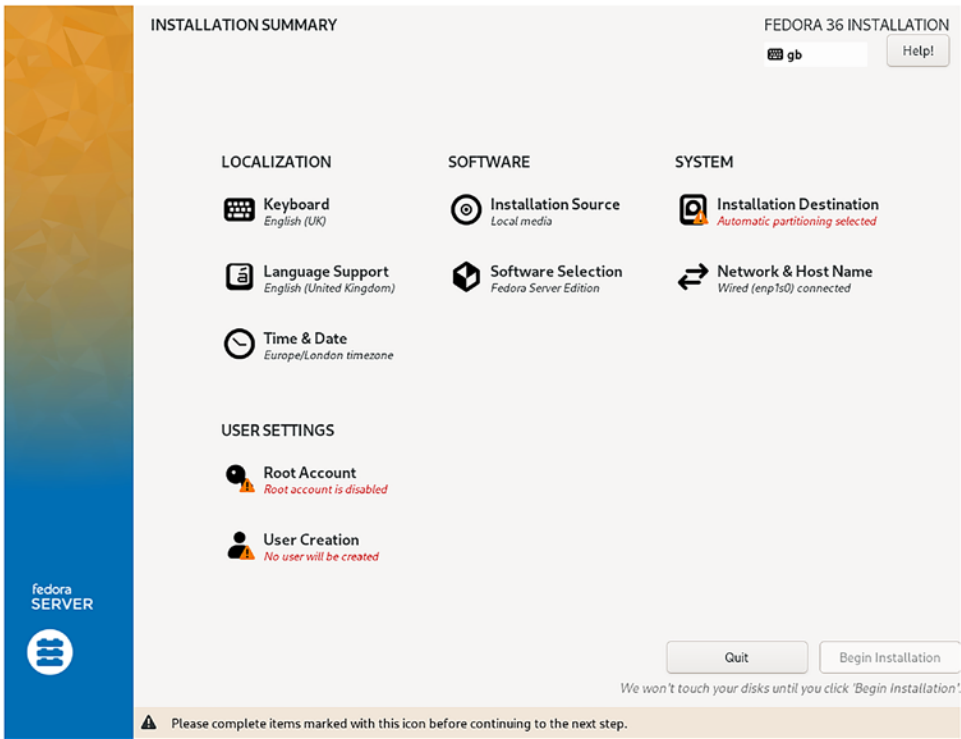 INSTALLATION SUMMARY
FEDORA 36 INSTALLATION
gb
Help!
LOCALIZATION
Keyboard
English (UK)
Language Support
English (United Kingdom)
Time & Date
Europe/London timezone
SOFTWARE
Installation Source
Local media
Software Selection
Fedora Server Edition
SYSTEM
Installation Destination
Automatic partitioning selected
Network & Host Name
Wired (enp1s0) connected
USER SETTINGS
Root Account
Root account is disabled
User Creation
No user will be created
fedora
SERVER
Quit
Begin Installation
We won't touch your disks until you click 'Begin Installation'.
Please complete items marked with this icon before continuing to the next step.